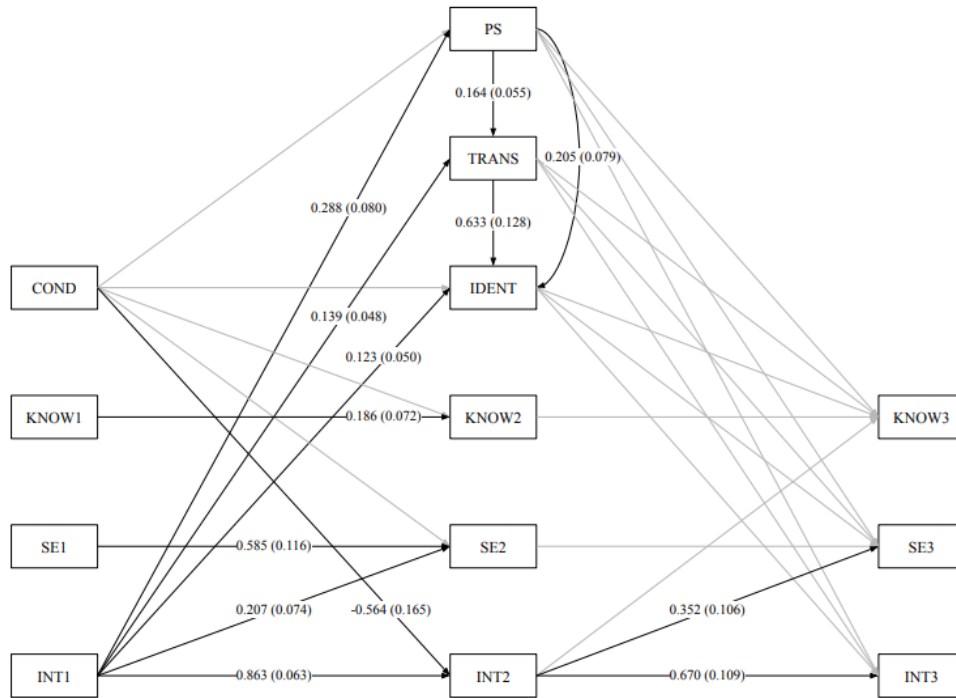 PS
0.164 (0.055)
TRANS
0.205 (0.079)
0.288 (0.080)
0.633 (0.128)
COND
IDENT
0.139 (0.048)
0.123 (0.050)
KNOW1
0.186 (0.072)
KNOW2
KNOW3
SE1
0.585 (0.116)
SE2
SE3
0.207 (0.074)
-0.564 (0.165)
0.352 (0.106)
INT1
0.863 (0.063)
INT2
0.670 (0.109)
INT3